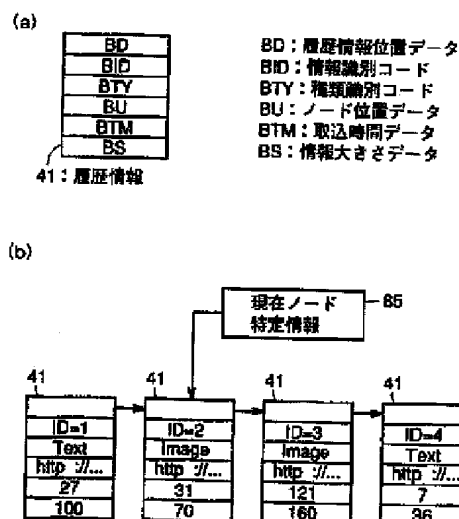 (a)
BD
BID
BTY
BU
BTM
BS
41:履歴情報
BD:履歴情報位置データ
BID:情報識別コード
BTY:種類識別コード
BU:ノード位置データ
BTM:取込時間データ
BS:情報大きさデータ
(b)
現在ノード
特定情報
65
41 41 41 41
ID=1 ID=2 ID=3 ID=4
Text Image Image Text
http://... http://... http://... http://...
27 31 121 7
100 70 160 36